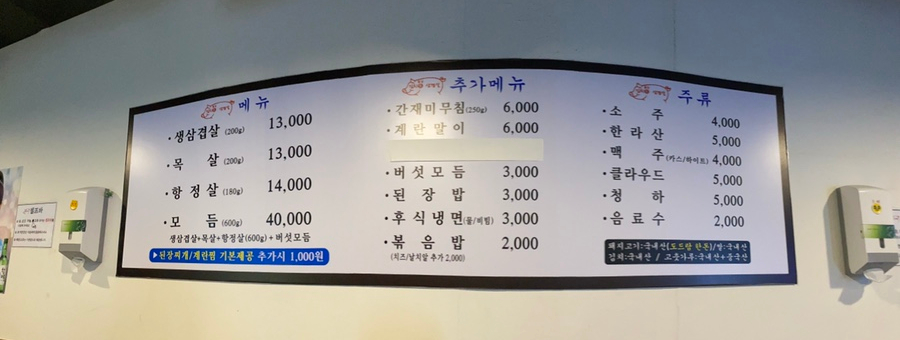 메뉴
생삼겹살 (200g) 13,000
목 살 (200g) 13,000
항정살 (180g) 14,000
모 듬 (600g) 40,000
생삼겹살+목살+항정살(600g)+버섯모듬
▶된장찌개/계란찜 기본제공 추가시 1,000원
추가메뉴
·간재미무침(250g) 6,000
·계란말이 6,000
·버섯모듬 3,000
·된장밥 3,000
·후식냉면(물/비빔) 3,000
·볶음밥 2,000
(치즈/날치알 추가 2,000)
주류
·소 주 4,000
·한라산 5,000
·맥 주(카스/하이트) 4,000
·클라우드 5,000
·청 하 5,000
·음료수 2,000
돼지고기:국내산(도드람 한돈)/쌀:국내산
김치:국내산 / 고춧가루:국내산+중국산
셀프바